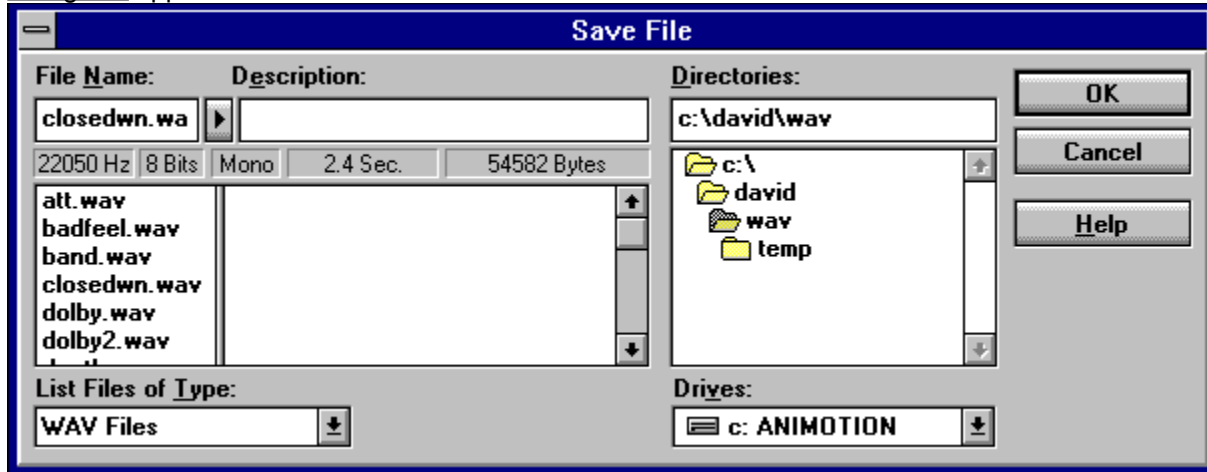 Save File
File Name: Description: Directories:
closedwn.wa c:\david\wav OK
22050 Hz 8 Bits Mono 2.4 Sec. 54582 Bytes Cancel
att.wav
badfeel.wav
band.wav
closedwn.wav
dolby.wav
dolby2.wav
c:\
david
wav
temp
Help
List Files of Type: Drives:
WAV Files c: ANIMOTION